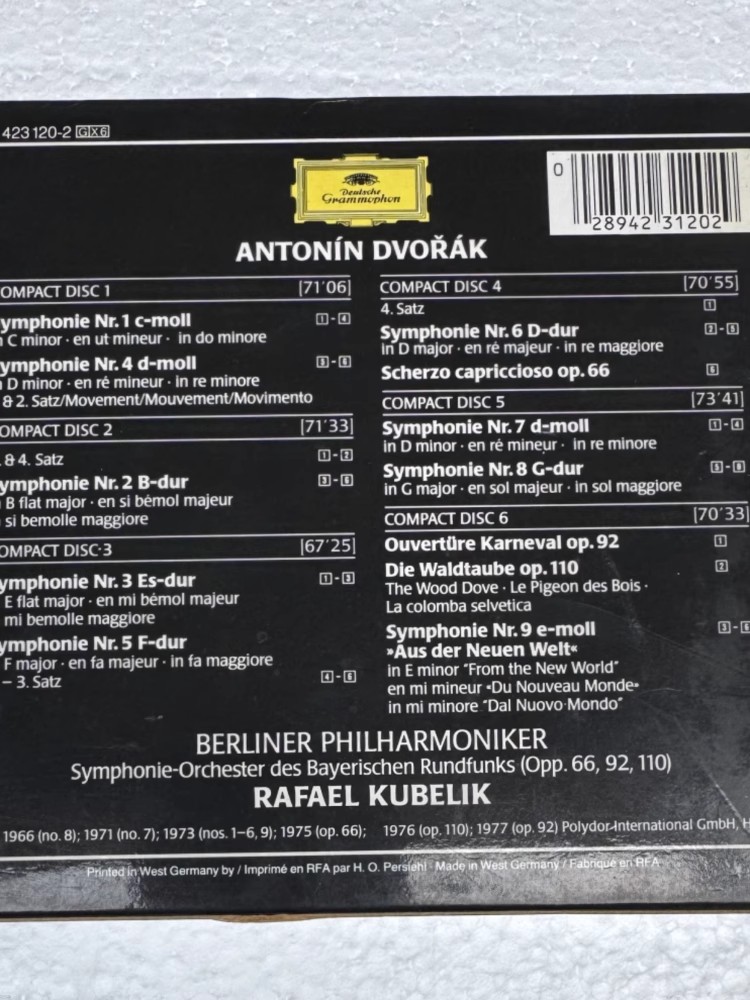 423 120-2 GX6
0
28942 31202
Deutsche
Grammophon
ANTONÍN DVOŘÁK
OMPACT DISC 1 [71'06]
ymphonie Nr. 1 c-moll 1-4
C minor · en ut mineur · in do minore
ymphonie Nr. 4 d-moll 5-6
D minor · en ré mineur · in re minore
& 2. Satz/Movement/Mouvement/Movimento
OMPACT DISC 2 [71'33]
. & 4. Satz 1-2
ymphonie Nr. 2 B-dur 3-6
B flat major · en si bémol majeur
si bemolle maggiore
OMPACT DISC 3 [67'25]
ymphonie Nr. 3 Es-dur 1-3
E flat major · en mi bémol majeur
mi bemolle maggiore
ymphonie Nr. 5 F-dur
F major · en fa majeur · in fa maggiore
– 3. Satz 4-6
COMPACT DISC 4 [70'55]
4. Satz 1
Symphonie Nr. 6 D-dur 2-5
in D major · en ré majeur · in re maggiore
Scherzo capriccioso op. 66 6
COMPACT DISC 5 [73'41]
Symphonie Nr. 7 d-moll 1-4
in D minor · en ré mineur · in re minore
Symphonie Nr. 8 G-dur 5-8
in G major · en sol majeur · in sol maggiore
COMPACT DISC 6 [70'33]
Ouvertüre Karneval op. 92 1
Die Waldtaube op. 110 2
The Wood Dove · Le Pigeon des Bois ·
La colomba selvetica
Symphonie Nr. 9 e-moll 3-6
»Aus der Neuen Welt«
in E minor "From the New World"
en mi mineur «Du Nouveau Monde»
in mi minore "Dal Nuovo Mondo"
BERLINER PHILHARMONIKER
Symphonie-Orchester des Bayerischen Rundfunks (Opp. 66, 92, 110)
RAFAEL KUBELIK
1966 (no. 8); 1971 (no. 7); 1973 (nos. 1–6, 9); 1975 (op. 66); 1976 (op. 110); 1977 (op. 92) Polydor International GmbH, H
Printed in West Germany by / Imprimé en RFA par H. O. Persiehl · Made in West Germany / Fabriqué en RFA